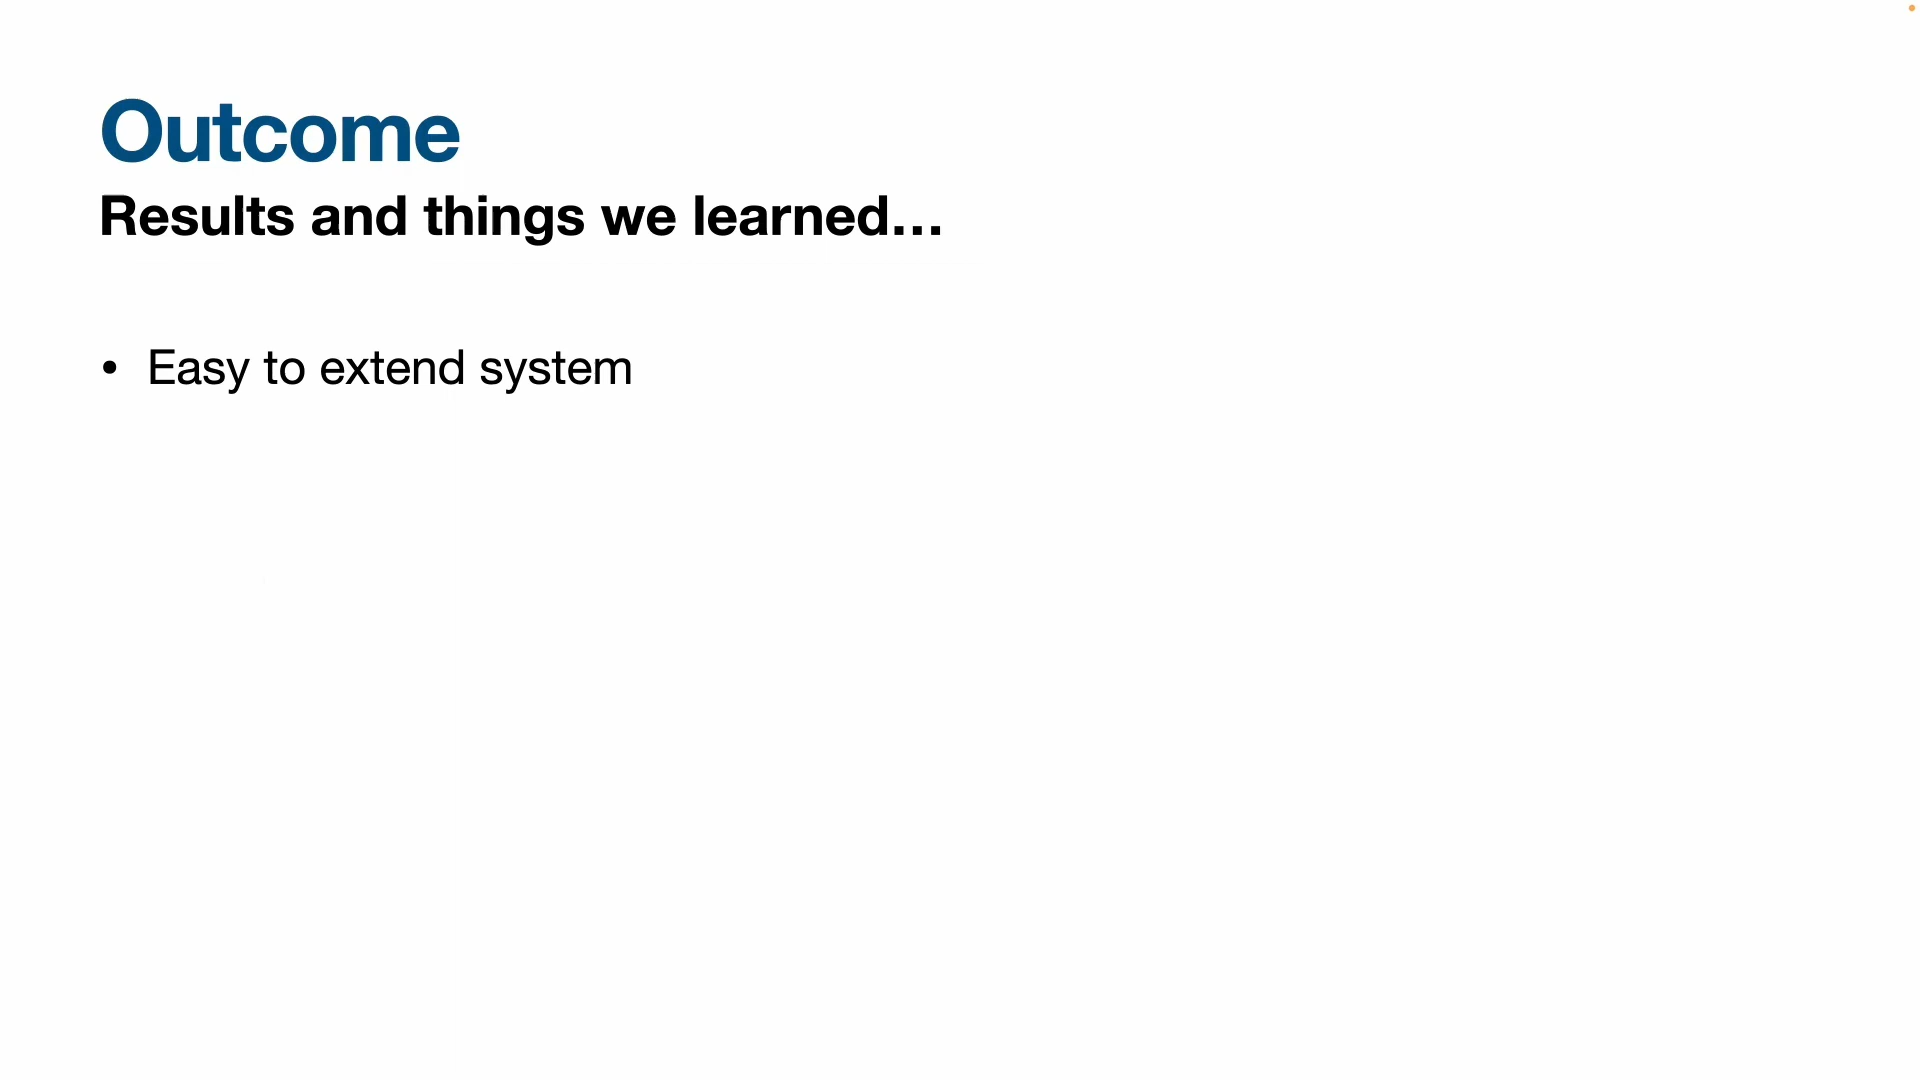 Outcome
Results and things we learned…
• Easy to extend system